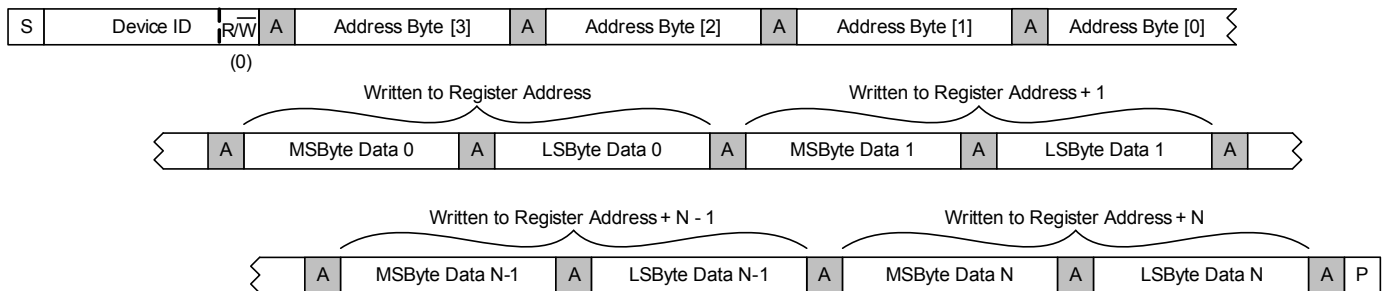 S Device ID R/W̅ A Address Byte [3] A Address Byte [2] A Address Byte [1] A Address Byte [0]
(0)
Written to Register Address Written to Register Address + 1
A MSByte Data 0 A LSByte Data 0 A MSByte Data 1 A LSByte Data 1 A
Written to Register Address + N - 1 Written to Register Address + N
A MSByte Data N-1 A LSByte Data N-1 A MSByte Data N A LSByte Data N A P